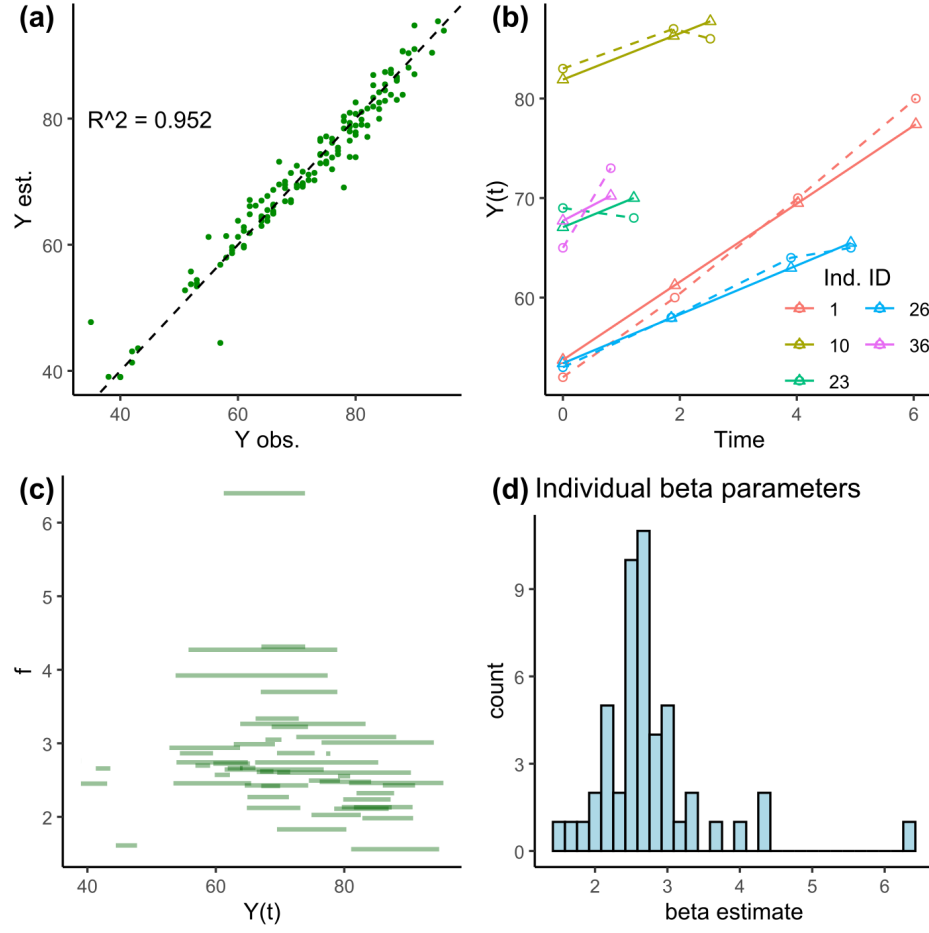 (a)
R^2 = 0.952
Y est.
80
60
40
40
60
80
Y obs.
(b)
Y(t)
80
70
60
0
2
4
6
Time
Ind. ID
1
26
10
36
23
(c)
f
6
5
4
3
2
40
60
80
Y(t)
(d) Individual beta parameters
count
9
6
3
0
2
3
4
5
6
beta estimate